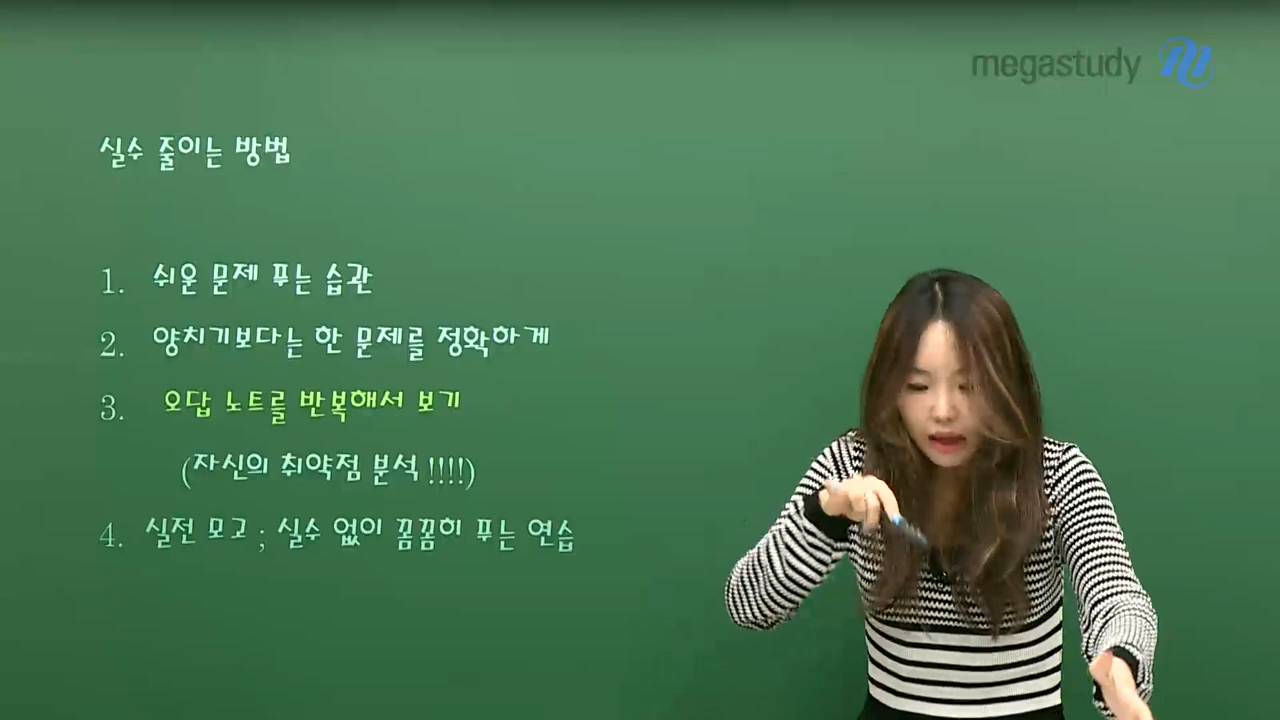 megastudy
실수 줄이는 방법
1. 쉬운 문제 푸는 습관
2. 양치기보다는 한 문제를 정확하게
3. 오답 노트를 반복해서 보기
(자신의 취약점 분석 !!!!)
4. 실전 모고 ; 실수 없이 꼼꼼히 푸는 연습